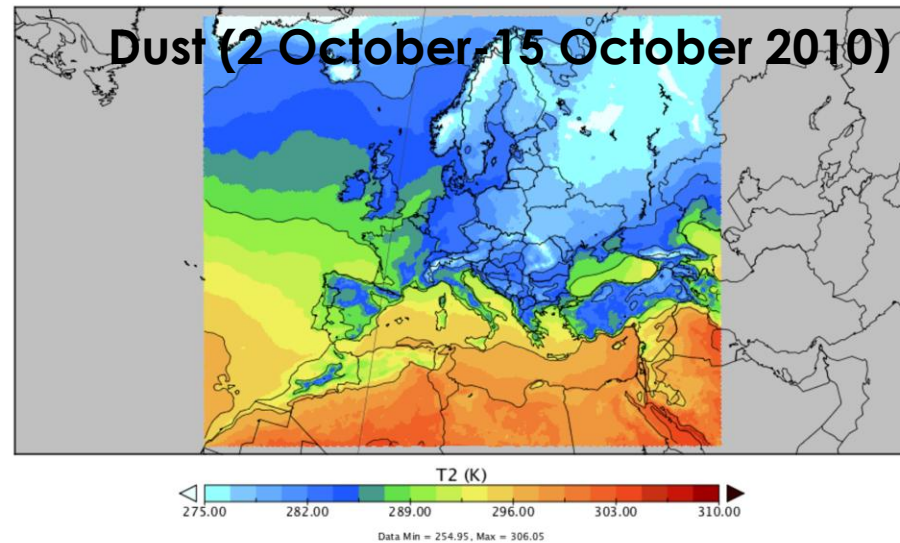 Dust (2 October-15 October 2010)
T2 (K)
275.00 282.00 289.00 296.00 303.00 310.00
Data Min = 254.95, Max = 306.05